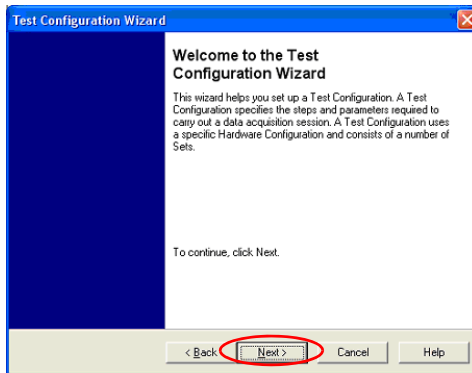 Test Configuration Wizard
Welcome to the Test
Configuration Wizard
This wizard helps you set up a Test Configuration. A Test
Configuration specifies the steps and parameters required to
carry out a data acquisition session. A Test Configuration uses
a specific Hardware Configuration and consists of a number of
Sets.
To continue, click Next.
< Back Next > Cancel Help